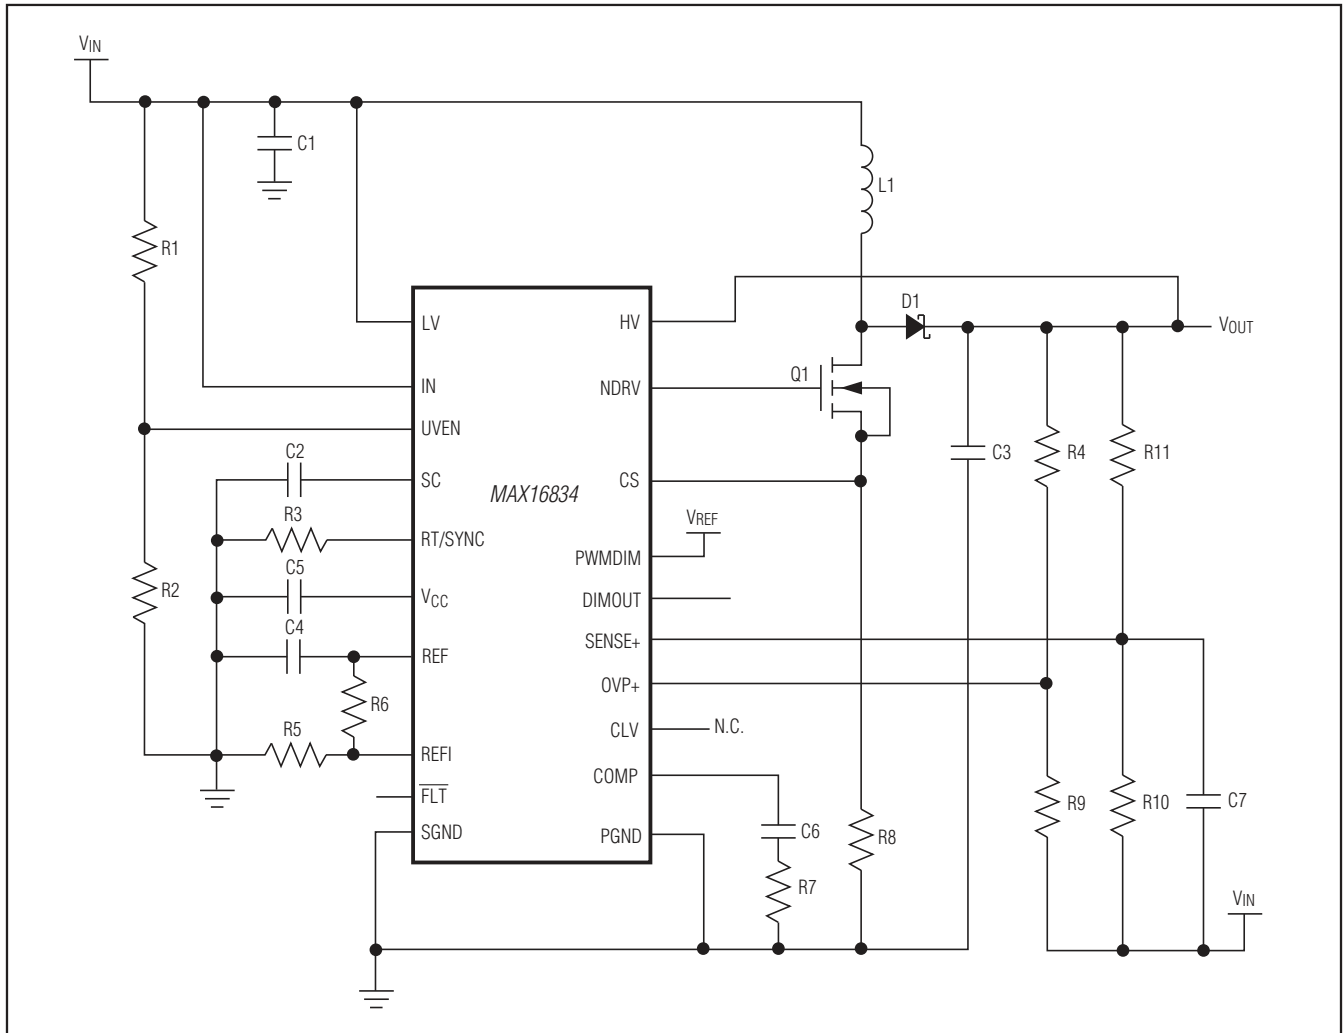 VIN
C1
L1
R1
LV
HV
D1
VOUT
IN
NDRV
Q1
UVEN
C2
SC
CS
C3
R4
R11
MAX16834
R3
RT/SYNC
VREF
PWMDIM
C5
VCC
DIMOUT
R2
C4
REF
SENSE+
R6
OVP+
R5
REFI
CLV
N.C.
COMP
FLT
R9
R10
C7
SGND
PGND
C6
R8
R7
VIN